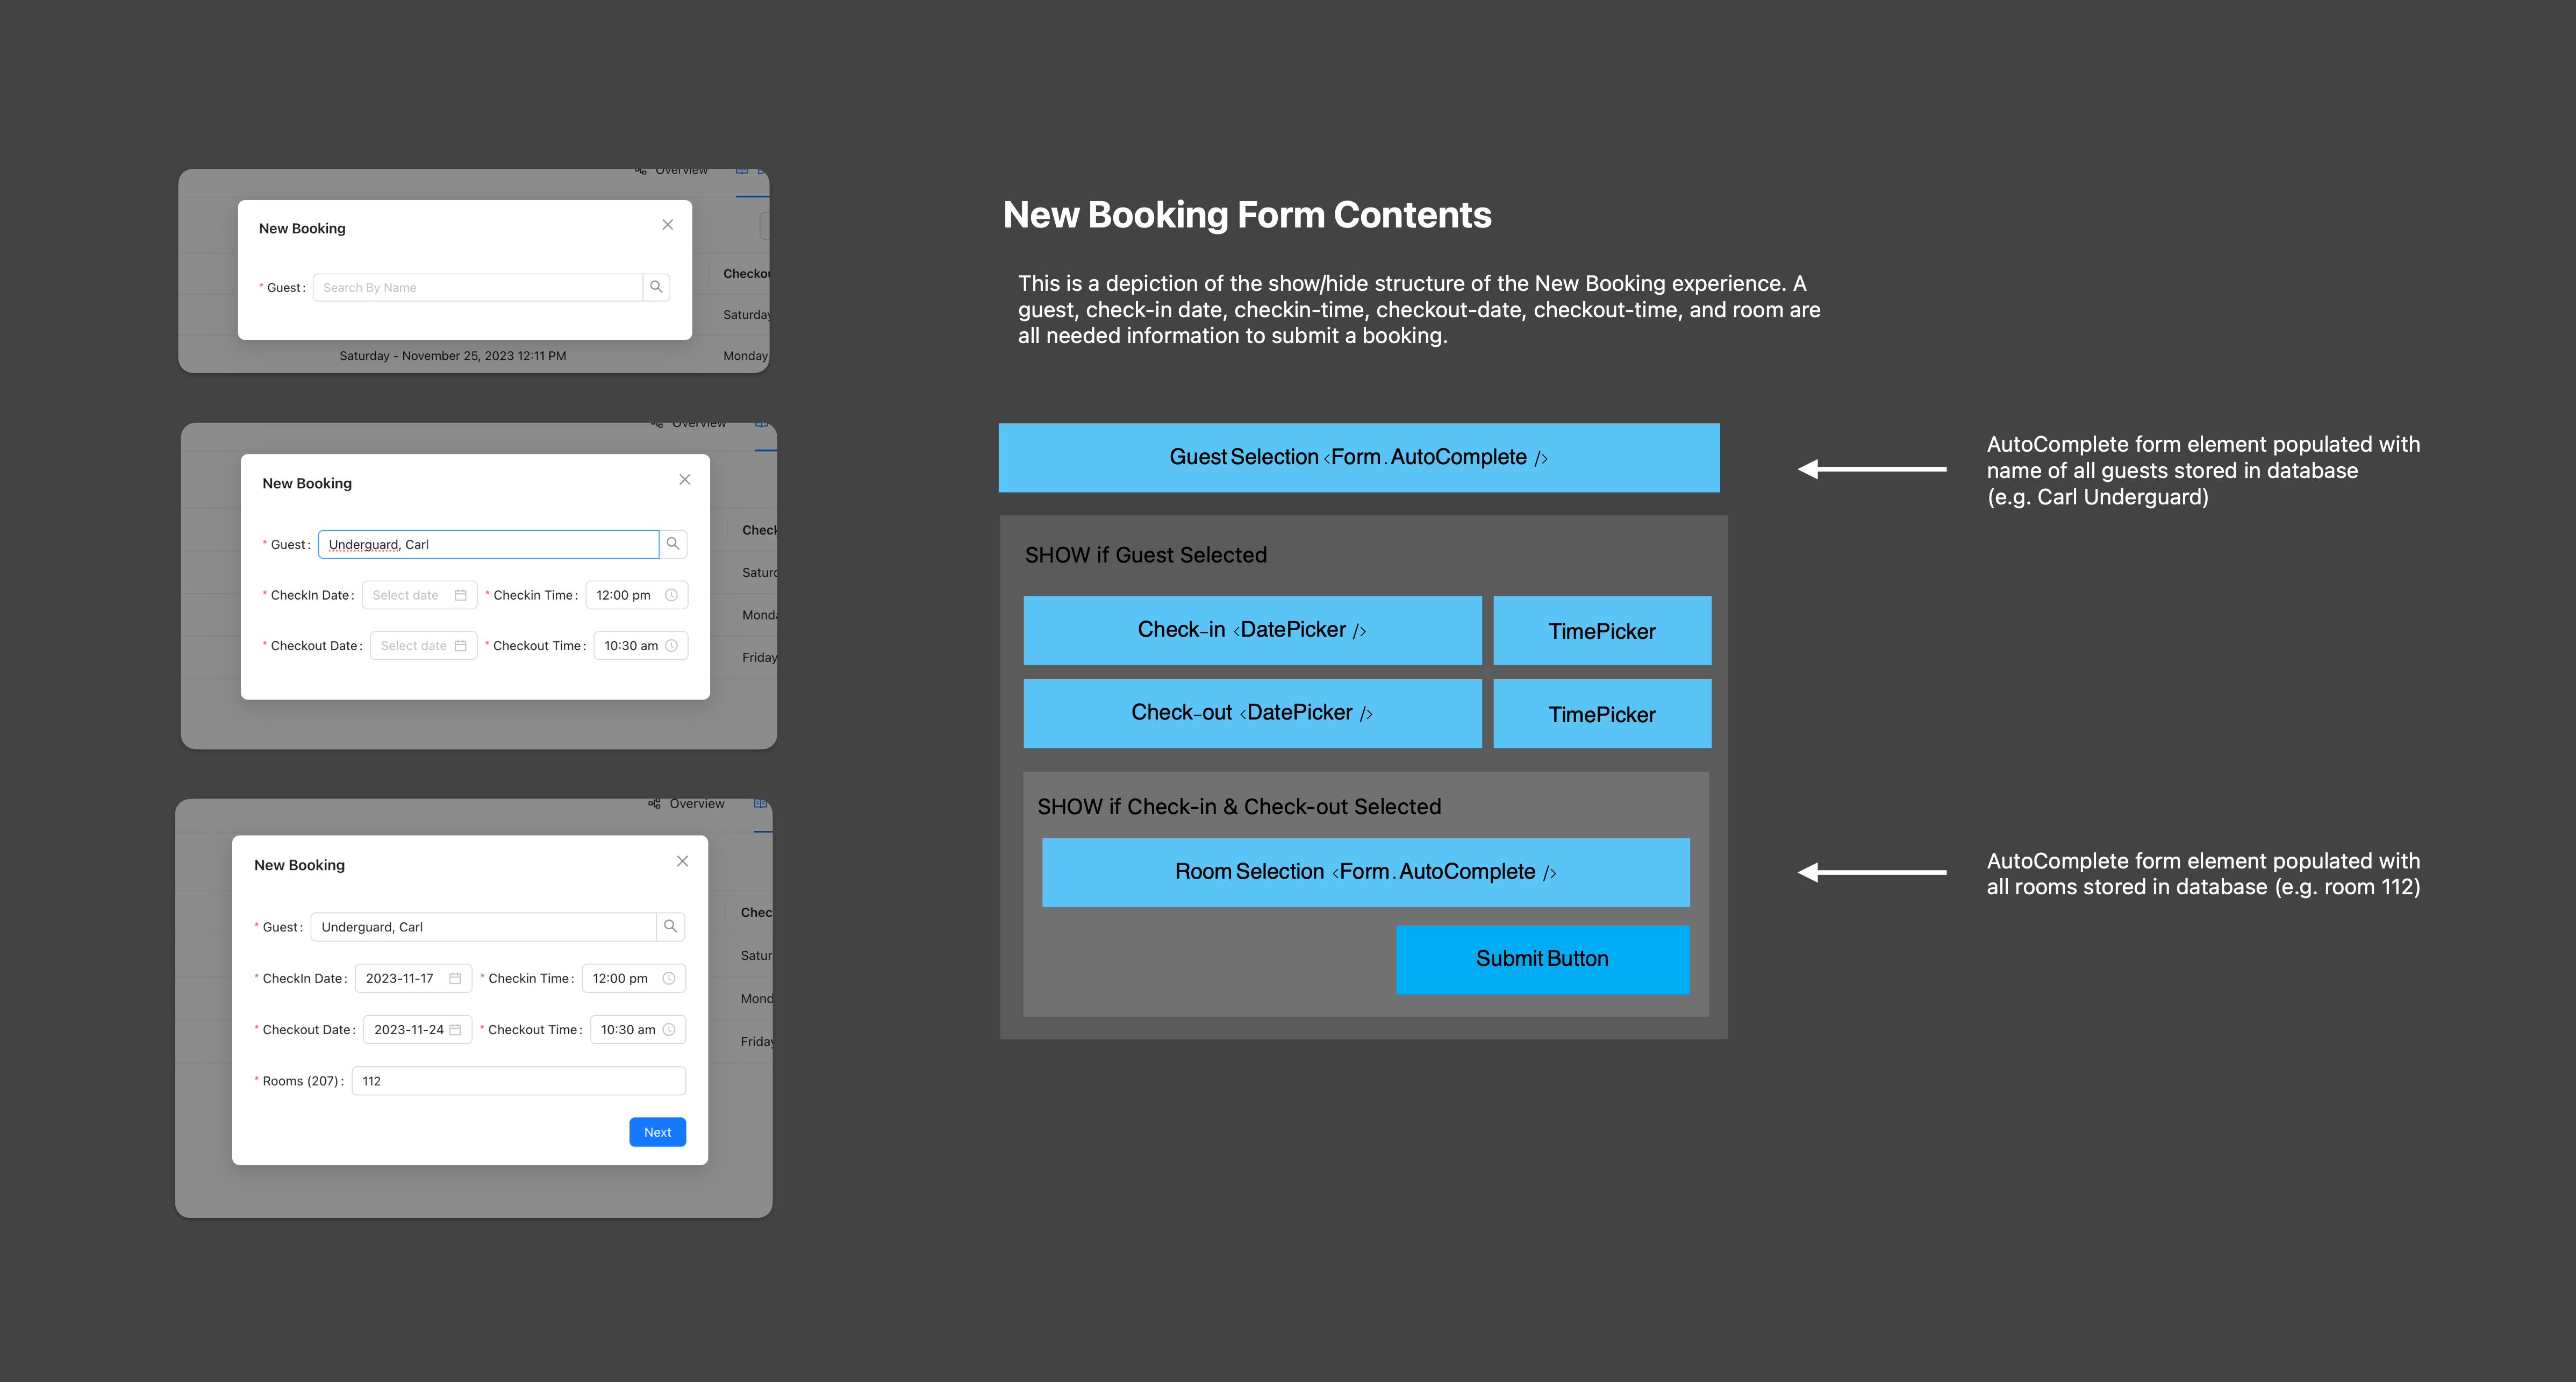 Overview
New Booking
* Guest: Search By Name
Checkou
Saturday
Saturday - November 25, 2023 12:11 PM
Monday
Overview
New Booking
* Guest: Underguard, Carl
* CheckIn Date: Select date * Checkin Time: 12:00 pm
* Checkout Date: Select date * Checkout Time: 10:30 am
Check
Saturd
Monda
Friday
Overview
New Booking
* Guest: Underguard, Carl
* CheckIn Date: 2023-11-17 * Checkin Time: 12:00 pm
* Checkout Date: 2023-11-24 * Checkout Time: 10:30 am
* Rooms (207): 112
Next
Chec
Satur
Mond
Friday
New Booking Form Contents
This is a depiction of the show/hide structure of the New Booking experience. A
guest, check-in date, checkin-time, checkout-date, checkout-time, and room are
all needed information to submit a booking.
Guest Selection <Form.AutoComplete />
AutoComplete form element populated with
name of all guests stored in database
(e.g. Carl Underguard)
SHOW if Guest Selected
Check-in <DatePicker />
TimePicker
Check-out <DatePicker />
TimePicker
SHOW if Check-in & Check-out Selected
Room Selection <Form.AutoComplete />
AutoComplete form element populated with
all rooms stored in database (e.g. room 112)
Submit Button